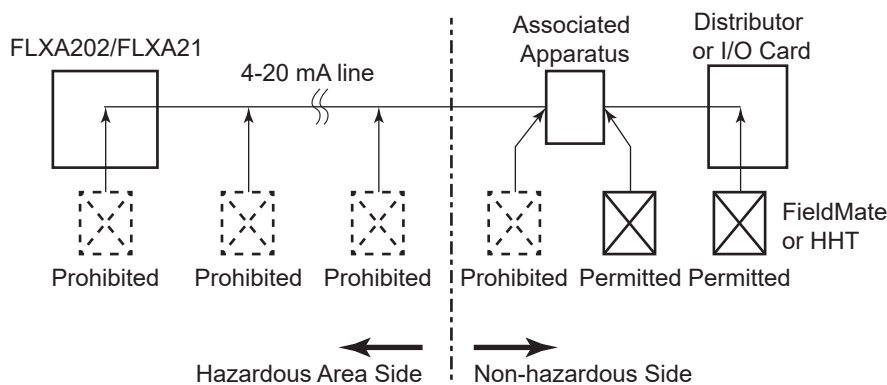 FLXA202/FLXA21
4-20 mA line
Associated
Apparatus
Distributor
or I/O Card
FieldMate
or HHT
Prohibited
Prohibited
Prohibited
Prohibited
Permitted
Permitted
Hazardous Area Side
Non-hazardous Side